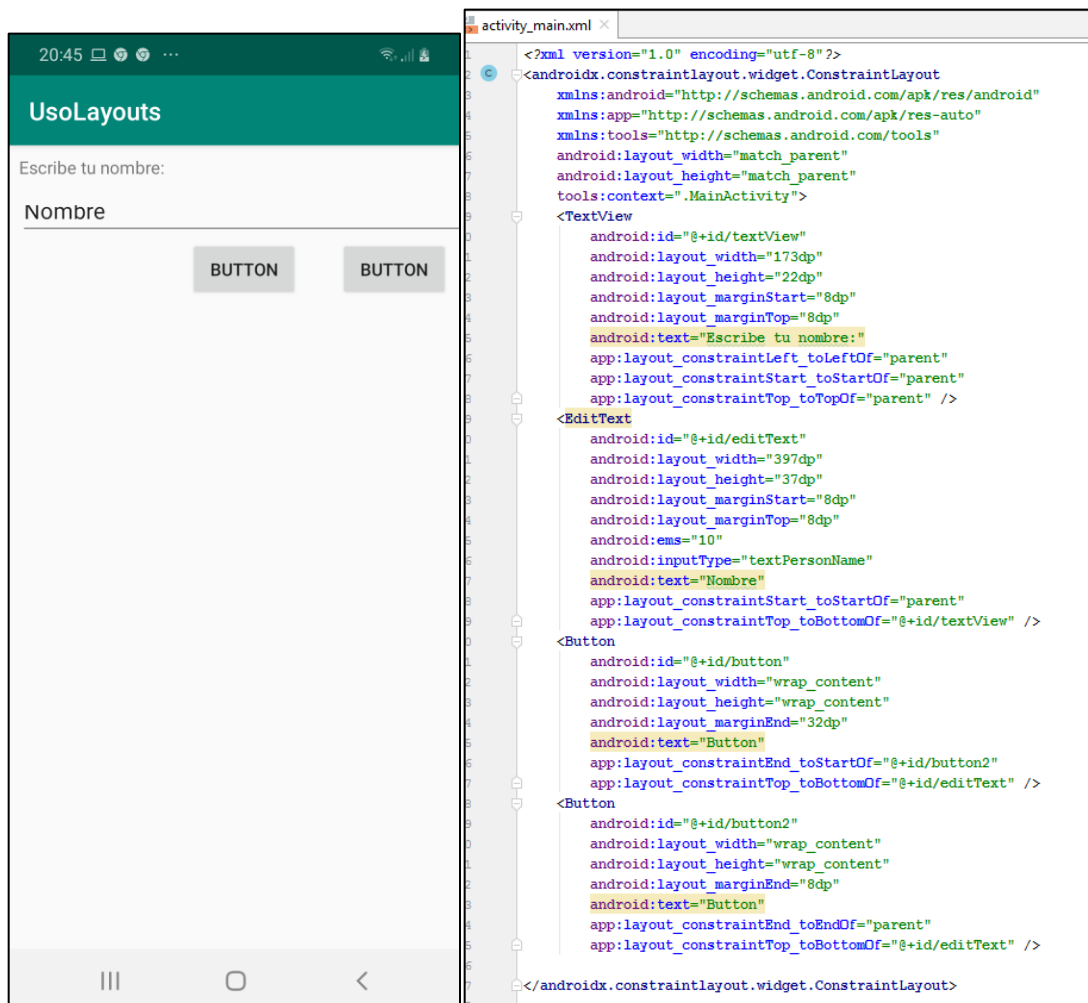 20:45 ...
UsoLayouts
Escribe tu nombre:
Nombre
BUTTON BUTTON
activity_main.xml
<?xml version="1.0" encoding="utf-8"?>
<androidx.constraintlayout.widget.ConstraintLayout
xmlns:android="http://schemas.android.com/apk/res/android"
xmlns:app="http://schemas.android.com/apk/res-auto"
xmlns:tools="http://schemas.android.com/tools"
android:layout_width="match_parent"
android:layout_height="match_parent"
tools:context=".MainActivity">
<TextView
android:id="@+id/textView"
android:layout_width="173dp"
android:layout_height="22dp"
android:layout_marginStart="8dp"
android:layout_marginTop="8dp"
android:text="Escribe tu nombre:"
app:layout_constraintLeft_toLeftOf="parent"
app:layout_constraintStart_toStartOf="parent"
app:layout_constraintTop_toTopOf="parent" />
<EditText
android:id="@+id/editText"
android:layout_width="397dp"
android:layout_height="37dp"
android:layout_marginStart="8dp"
android:layout_marginTop="8dp"
android:ems="10"
android:inputType="textPersonName"
android:text="Nombre"
app:layout_constraintStart_toStartOf="parent"
app:layout_constraintTop_toBottomOf="@+id/textView" />
<Button
android:id="@+id/button"
android:layout_width="wrap_content"
android:layout_height="wrap_content"
android:layout_marginEnd="32dp"
android:text="Button"
app:layout_constraintEnd_toStartOf="@+id/button2"
app:layout_constraintTop_toBottomOf="@+id/editText" />
<Button
android:id="@+id/button2"
android:layout_width="wrap_content"
android:layout_height="wrap_content"
android:layout_marginEnd="8dp"
android:text="Button"
app:layout_constraintEnd_toEndOf="parent"
app:layout_constraintTop_toBottomOf="@+id/editText" />
</androidx.constraintlayout.widget.ConstraintLayout>